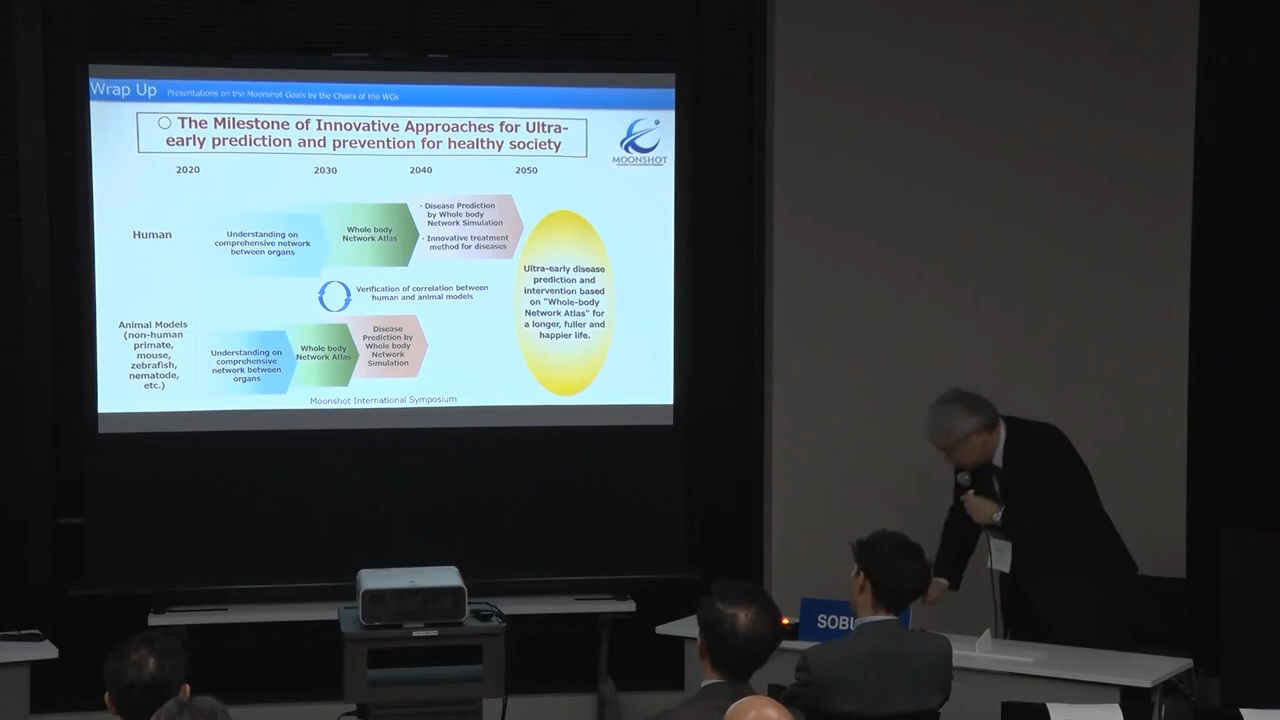 Wrap Up Presentations on the Moonshot Goals by the Chairs of the WGs
○ The Milestone of Innovative Approaches for Ultra-
early prediction and prevention for healthy society
MOONSHOT
2020 2030 2040 2050
Human
Understanding on
comprehensive network
between organs
Whole body
Network Atlas
・Disease Prediction
by Whole body
Network Simulation
・Innovative treatment
method for diseases
Ultra-early disease
prediction and
intervention based
on "Whole-body
Network Atlas" for
a longer, fuller and
happier life.
Verification of correlation between
human and animal models
Animal Models
(non-human
primate,
mouse,
zebrafish,
nematode,
etc.)
Understanding on
comprehensive
network between
organs
Whole body
Network Atlas
Disease
Prediction by
Whole body
Network
Simulation
Moonshot International Symposium
SOBU